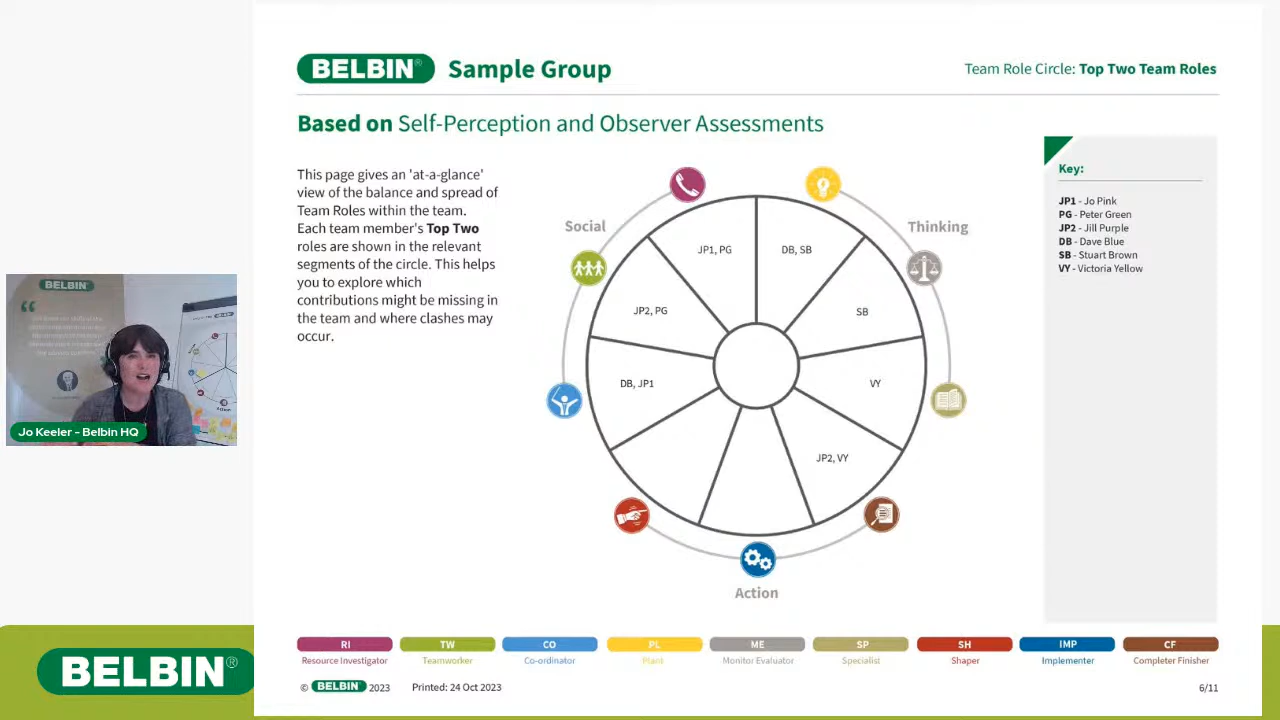 BELBIN® Sample Group
Team Role Circle: Top Two Team Roles
Based on Self-Perception and Observer Assessments
This page gives an 'at-a-glance'
view of the balance and spread of
Team Roles within the team.
Each team member's Top Two
roles are shown in the relevant
segments of the circle. This helps
you to explore which
contributions might be missing in
the team and where clashes may
occur.
Social
Thinking
JP1, PG
DB, SB
JP2, PG
SB
DB, JP1
VY
JP2, VY
Action
Key:
JP1 - Jo Pink
PG - Peter Green
JP2 - Jill Purple
DB - Dave Blue
SB - Stuart Brown
VY - Victoria Yellow
BELBIN
Action
Jo Keeler - Belbin HQ
RI
TW
CO
PL
ME
SP
SH
IMP
CF
Resource Investigator
Teamworker
Co-ordinator
Plant
Monitor Evaluator
Specialist
Shaper
Implementer
Completer Finisher
© BELBIN® 2023
Printed: 24 Oct 2023
6/11
BELBIN®